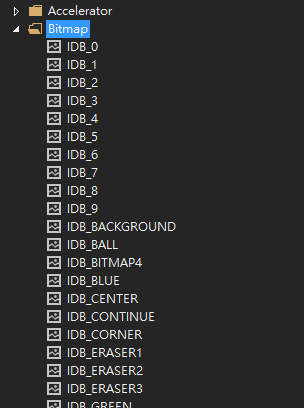 Accelerator
Bitmap
IDB_0
IDB_1
IDB_2
IDB_3
IDB_4
IDB_5
IDB_6
IDB_7
IDB_8
IDB_9
IDB_BACKGROUND
IDB_BALL
IDB_BITMAP4
IDB_BLUE
IDB_CENTER
IDB_CONTINUE
IDB_CORNER
IDB_ERASER1
IDB_ERASER2
IDB_ERASER3
IDB_GREEN